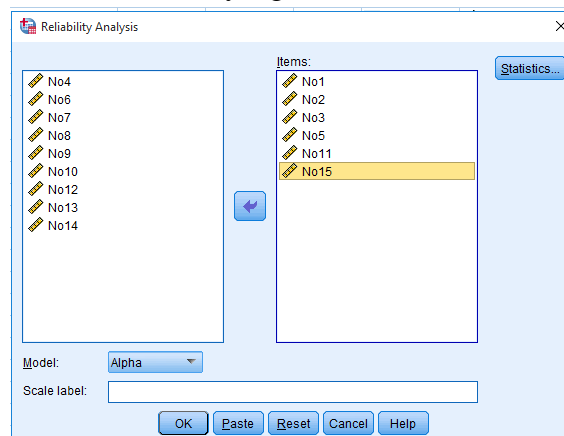 Reliability Analysis
Items:
Statistics...
No4
No6
No7
No8
No9
No10
No12
No13
No14
No1
No2
No3
No5
No11
No15
Model:
Alpha
Scale label:
OK
Paste
Reset
Cancel
Help